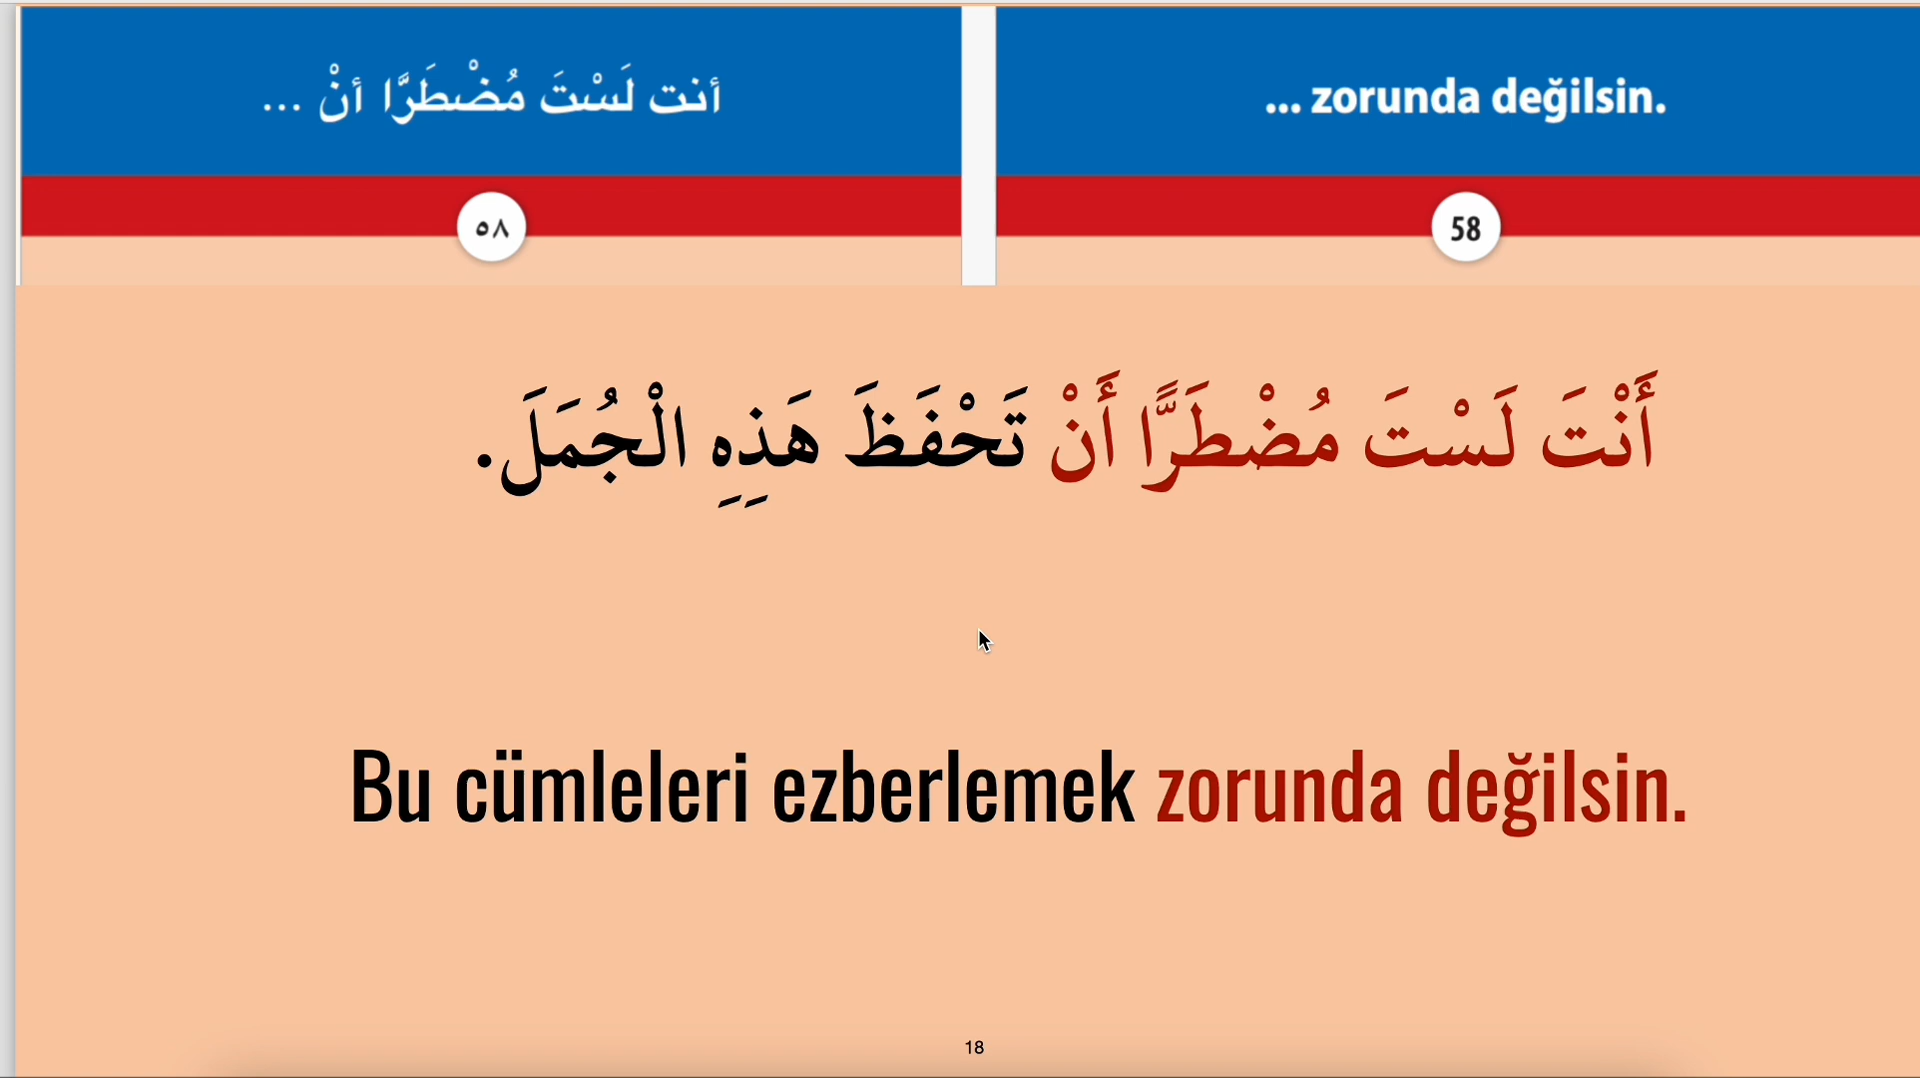 أنت لَسْتَ مُضْطَرًّا أنْ ...
... zorunda değilsin.
٥٨
58
أَنْتَ لَسْتَ مُضْطَرًّا أَنْ تَحْفَظَ هَذِهِ الْجُمَلَ.
Bu cümleleri ezberlemek zorunda değilsin.
18